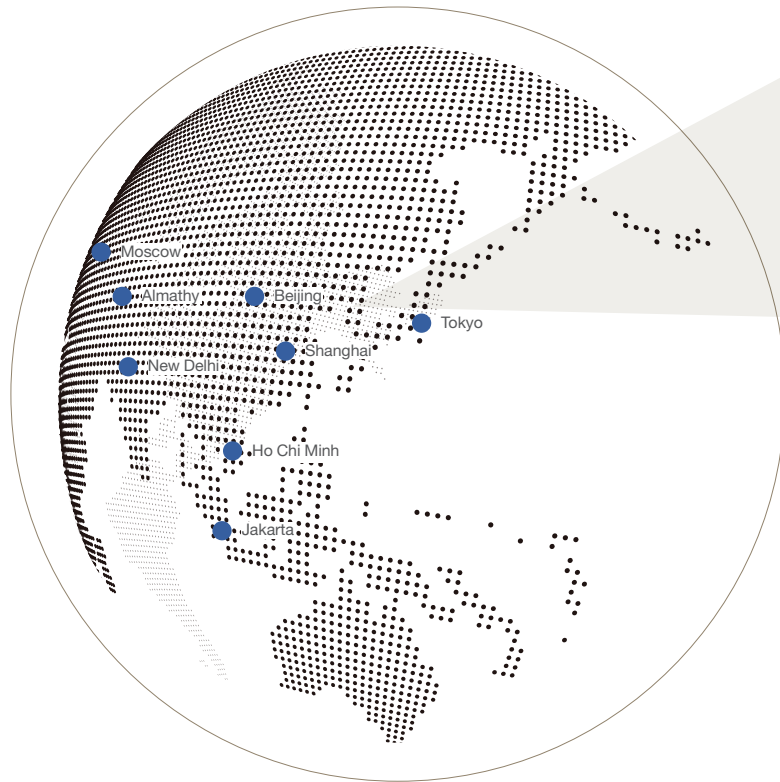 Moscow
Almathy
Beijing
Tokyo
Shanghai
New Delhi
Ho Chi Minh
Jakarta